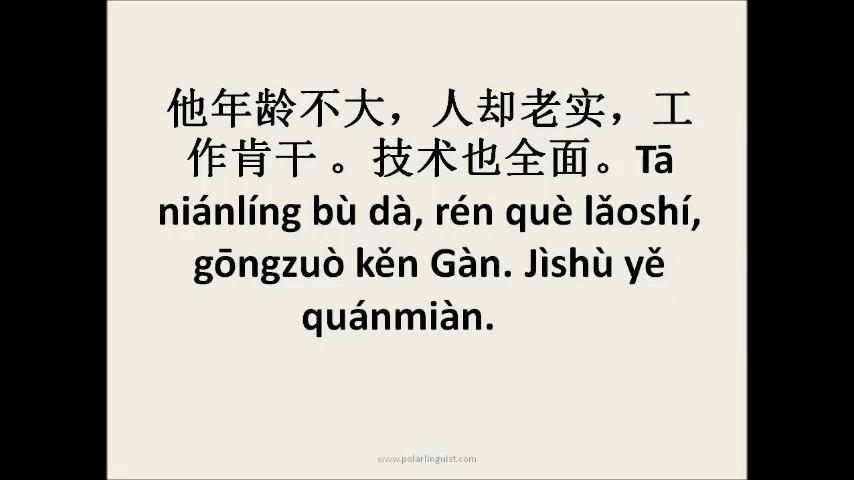 他年龄不大，人却老实，工
作肯干 。技术也全面。Tā
niánlíng bù dà, rén què lǎoshí,
gōngzuò kěn Gàn. Jìshù yě
quánmiàn.
www.polarlinguist.com